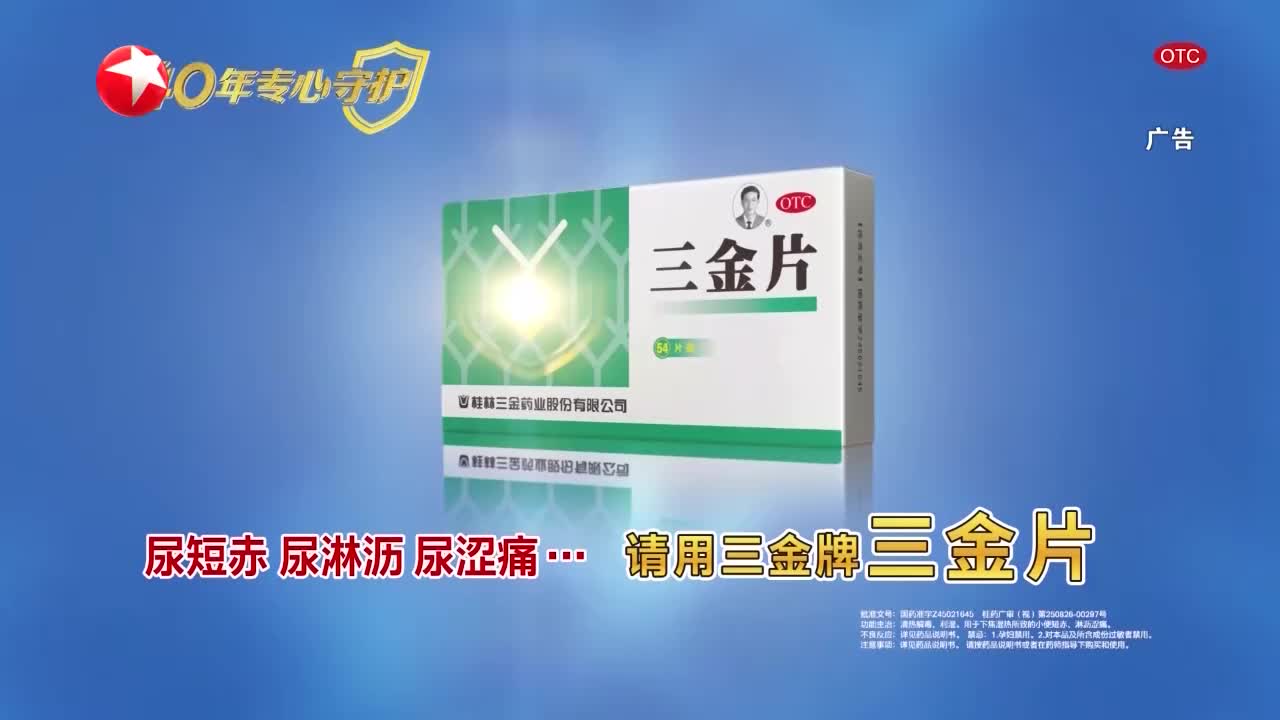 40年专心守护
OTC
广告
OTC
三金片
54片
桂林三金药业股份有限公司
尿短赤 尿淋沥 尿涩痛… 请用三金牌三金片
批准文号：国药准字Z45021645 桂药广审（视）第250826-00297号
功能主治：清热解毒、利湿。用于下焦湿热所致的小便短赤、淋沥涩痛。
不良反应：详见药品说明书。 禁忌：1.孕妇禁用。2.对本品及所含成份过敏者禁用。
注意事项：详见药品说明书。 请按药品说明书或者在药师指导下购买和使用。